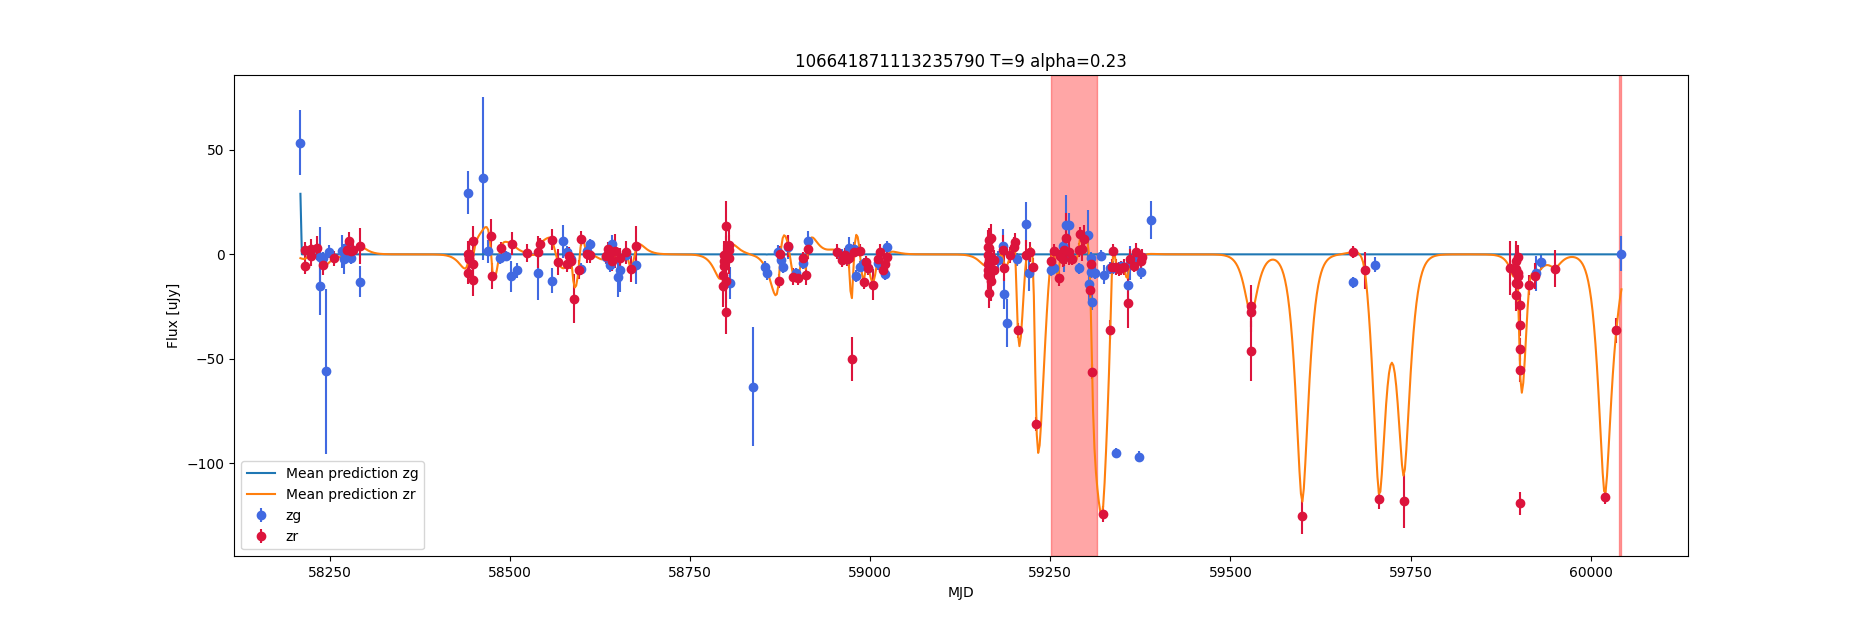 106641871113235790 T=9 alpha=0.23
Flux [uJy]
50
0
−50
−100
Mean prediction zg
Mean prediction zr
zg
zr
58250
58500
58750
59000
59250
59500
59750
60000
MJD